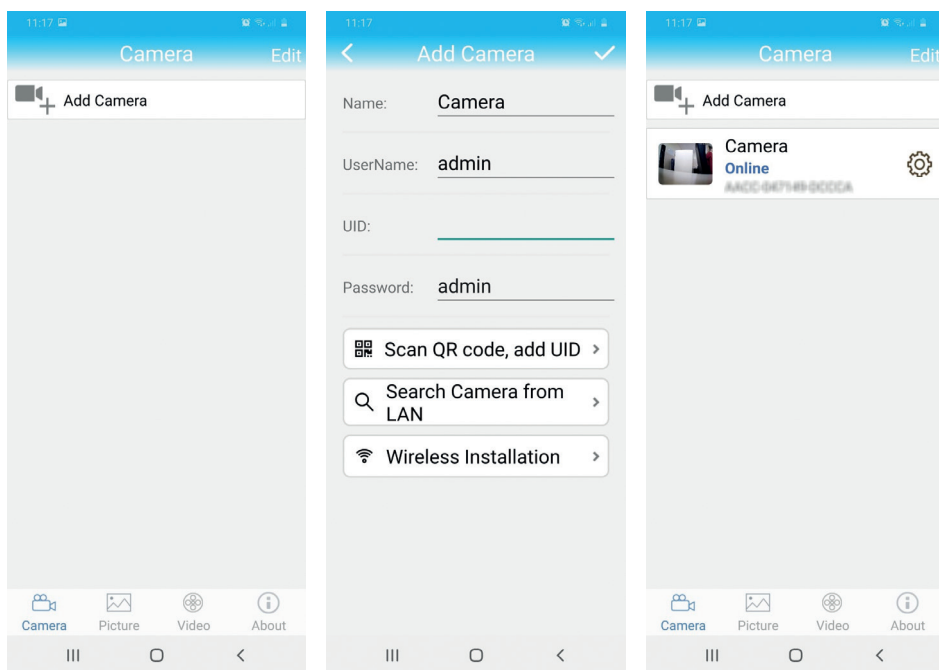 11:17
Camera
Edit
Add Camera
Camera
Picture
Video
About
11:17
Add Camera
Name:
Camera
UserName:
admin
UID:
Password:
admin
Scan QR code, add UID
Search Camera from
LAN
Wireless Installation
11:17
Camera
Edit
Add Camera
Camera
Online
Camera
Picture
Video
About